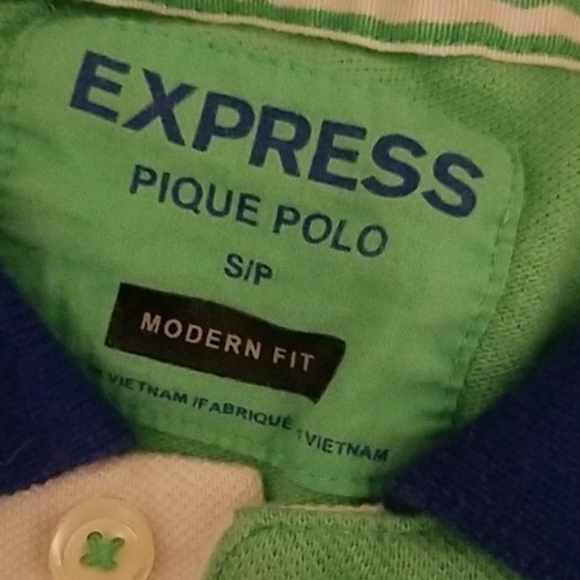 EXPRESS
PIQUE POLO
S/P
MODERN FIT
VIETNAM /FABRIQUÉ VIETNAM